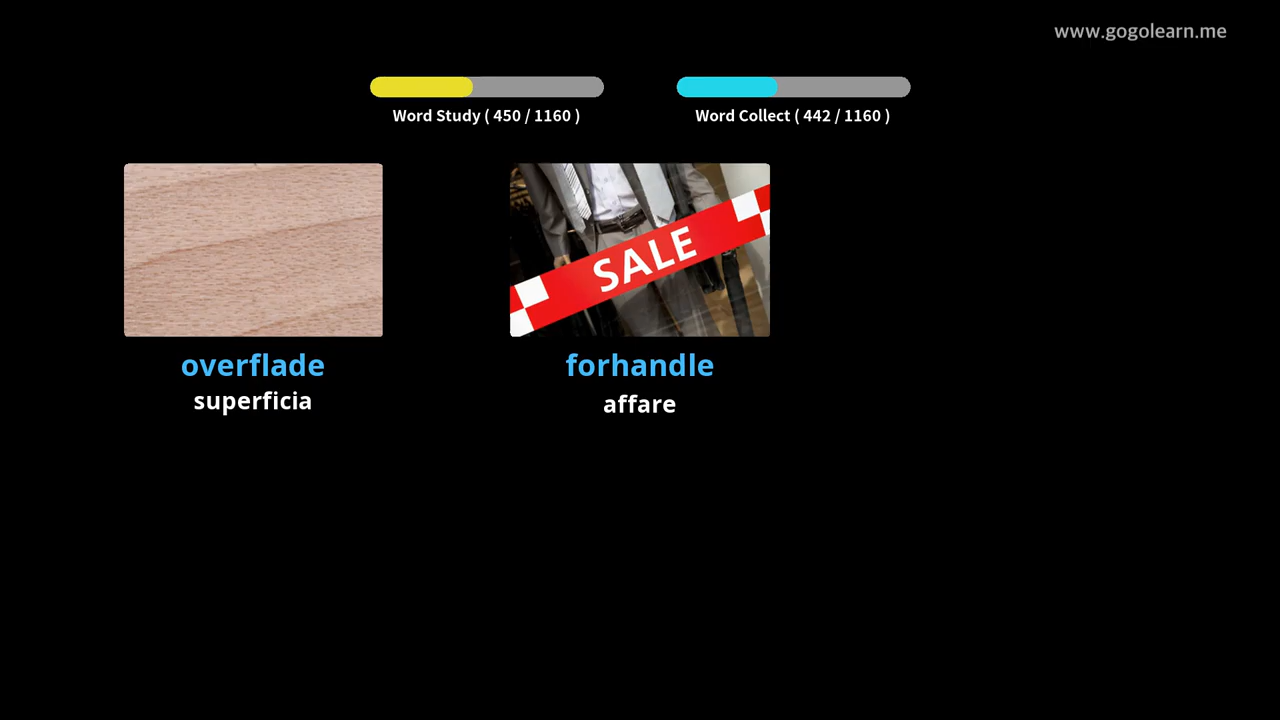 www.gogolearn.me
Word Study ( 450 / 1160 )
Word Collect ( 442 / 1160 )
SALE
overflade
superficia
forhandle
affare